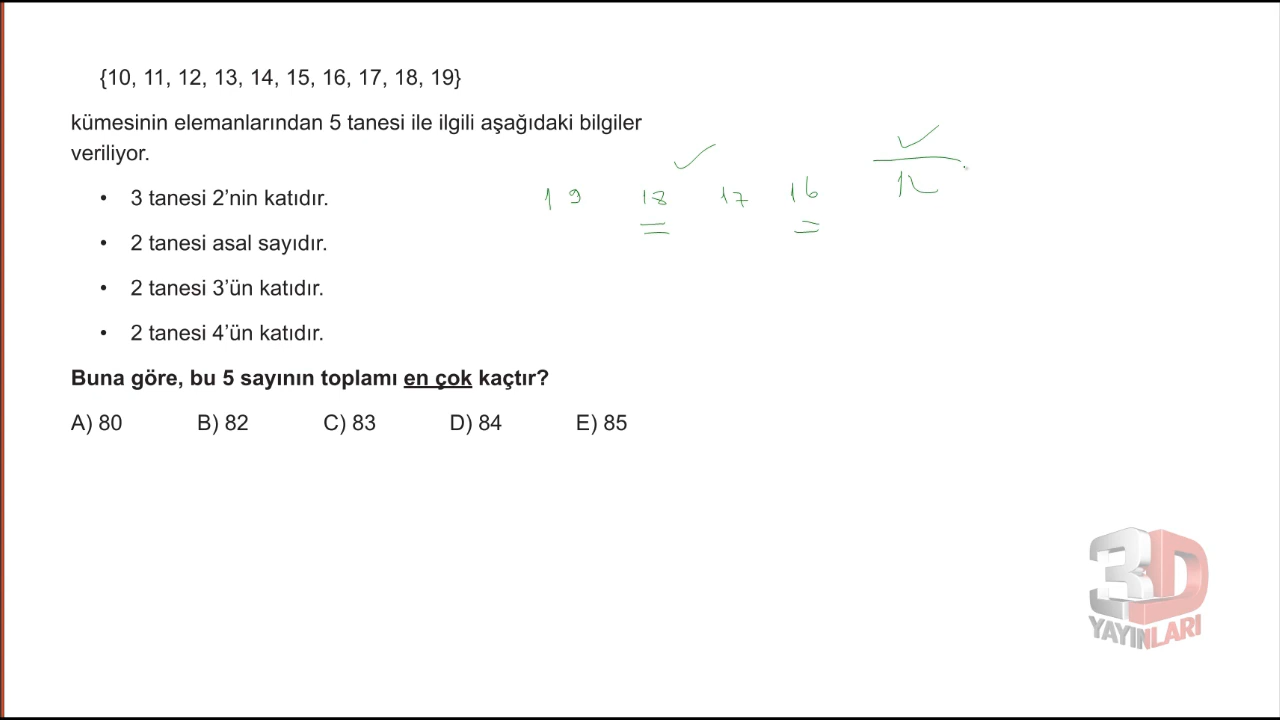 {10, 11, 12, 13, 14, 15, 16, 17, 18, 19}
kümesinin elemanlarından 5 tanesi ile ilgili aşağıdaki bilgiler
veriliyor.
• 3 tanesi 2’nin katıdır.
19 18 17 16 12
• 2 tanesi asal sayıdır.
• 2 tanesi 3’ün katıdır.
• 2 tanesi 4’ün katıdır.
Buna göre, bu 5 sayının toplamı en çok kaçtır?
A) 80 B) 82 C) 83 D) 84 E) 85
3D
YAYINLARI